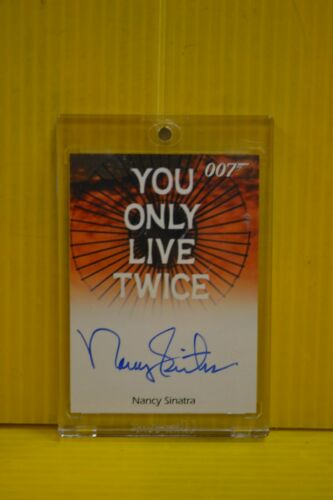 007
YOU
ONLY
LIVE
TWICE
Nancy Sinatra
Nancy Sinatra